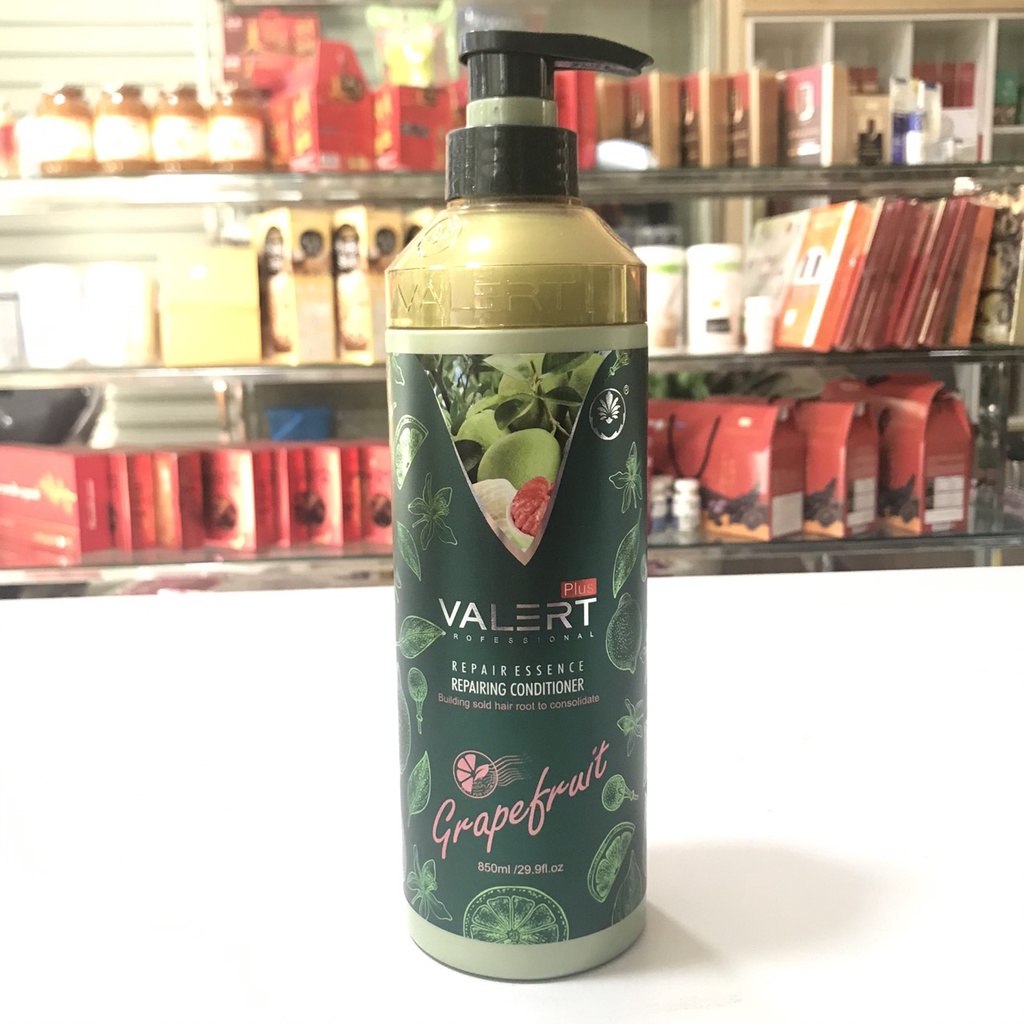 VALERT
®
Plus
VALERT
PROFESSIONAL
REPAIR ESSENCE
REPAIRING CONDITIONER
Building sold hair root to consolidate
Grapefruit
850ml /29.9fl.oz